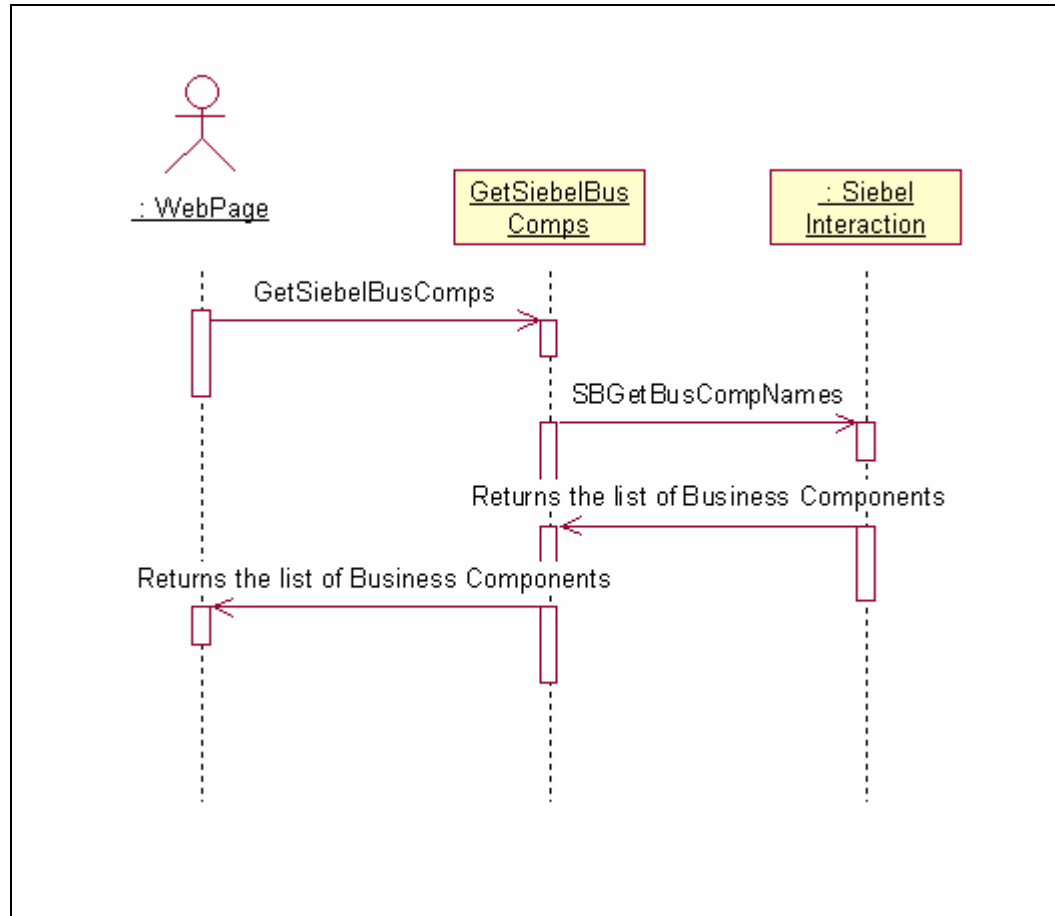 : WebPage
GetSiebelBus
Comps
: Siebel
Interaction
GetSiebelBusComps
SBGetBusCompNames
Returns the list of Business Components
Returns the list of Business Components